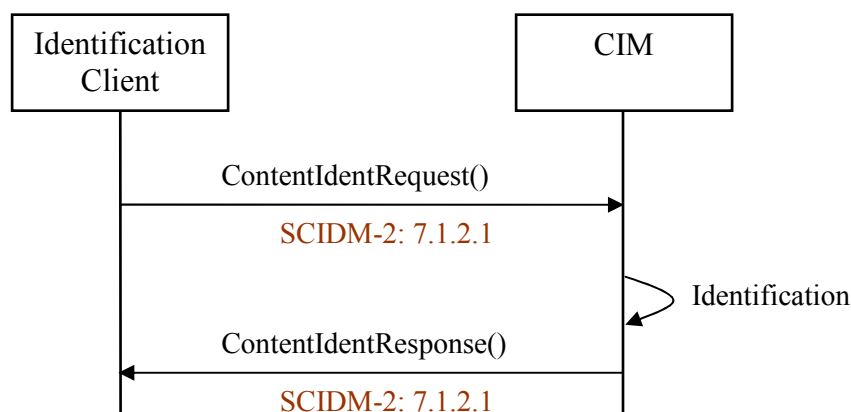 Identification
Client
CIM
ContentIdentRequest()
SCIDM-2: 7.1.2.1
Identification
ContentIdentResponse()
SCIDM-2: 7.1.2.1